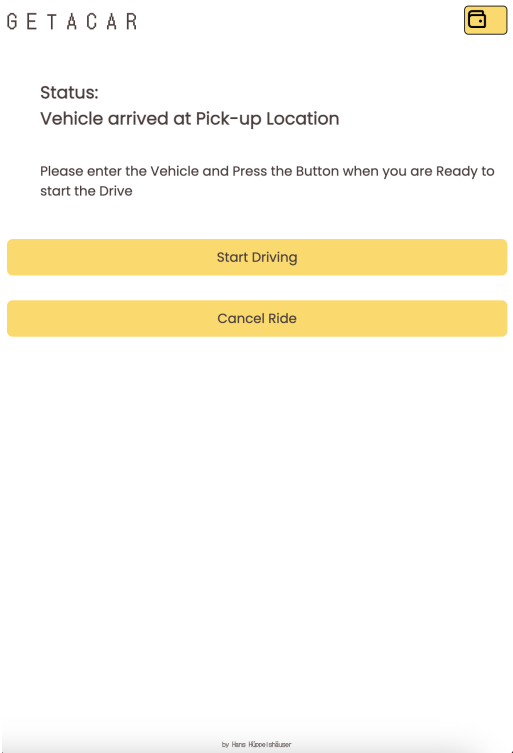 GETACAR
Status:
Vehicle arrived at Pick-up Location
Please enter the Vehicle and Press the Button when you are Ready to
start the Drive
Start Driving
Cancel Ride
by Hans Hüppelshäuser